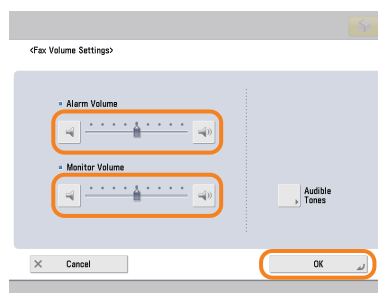 <Fax Volume Settings>
Alarm Volume
Monitor Volume
Audible
Tones
Cancel
OK